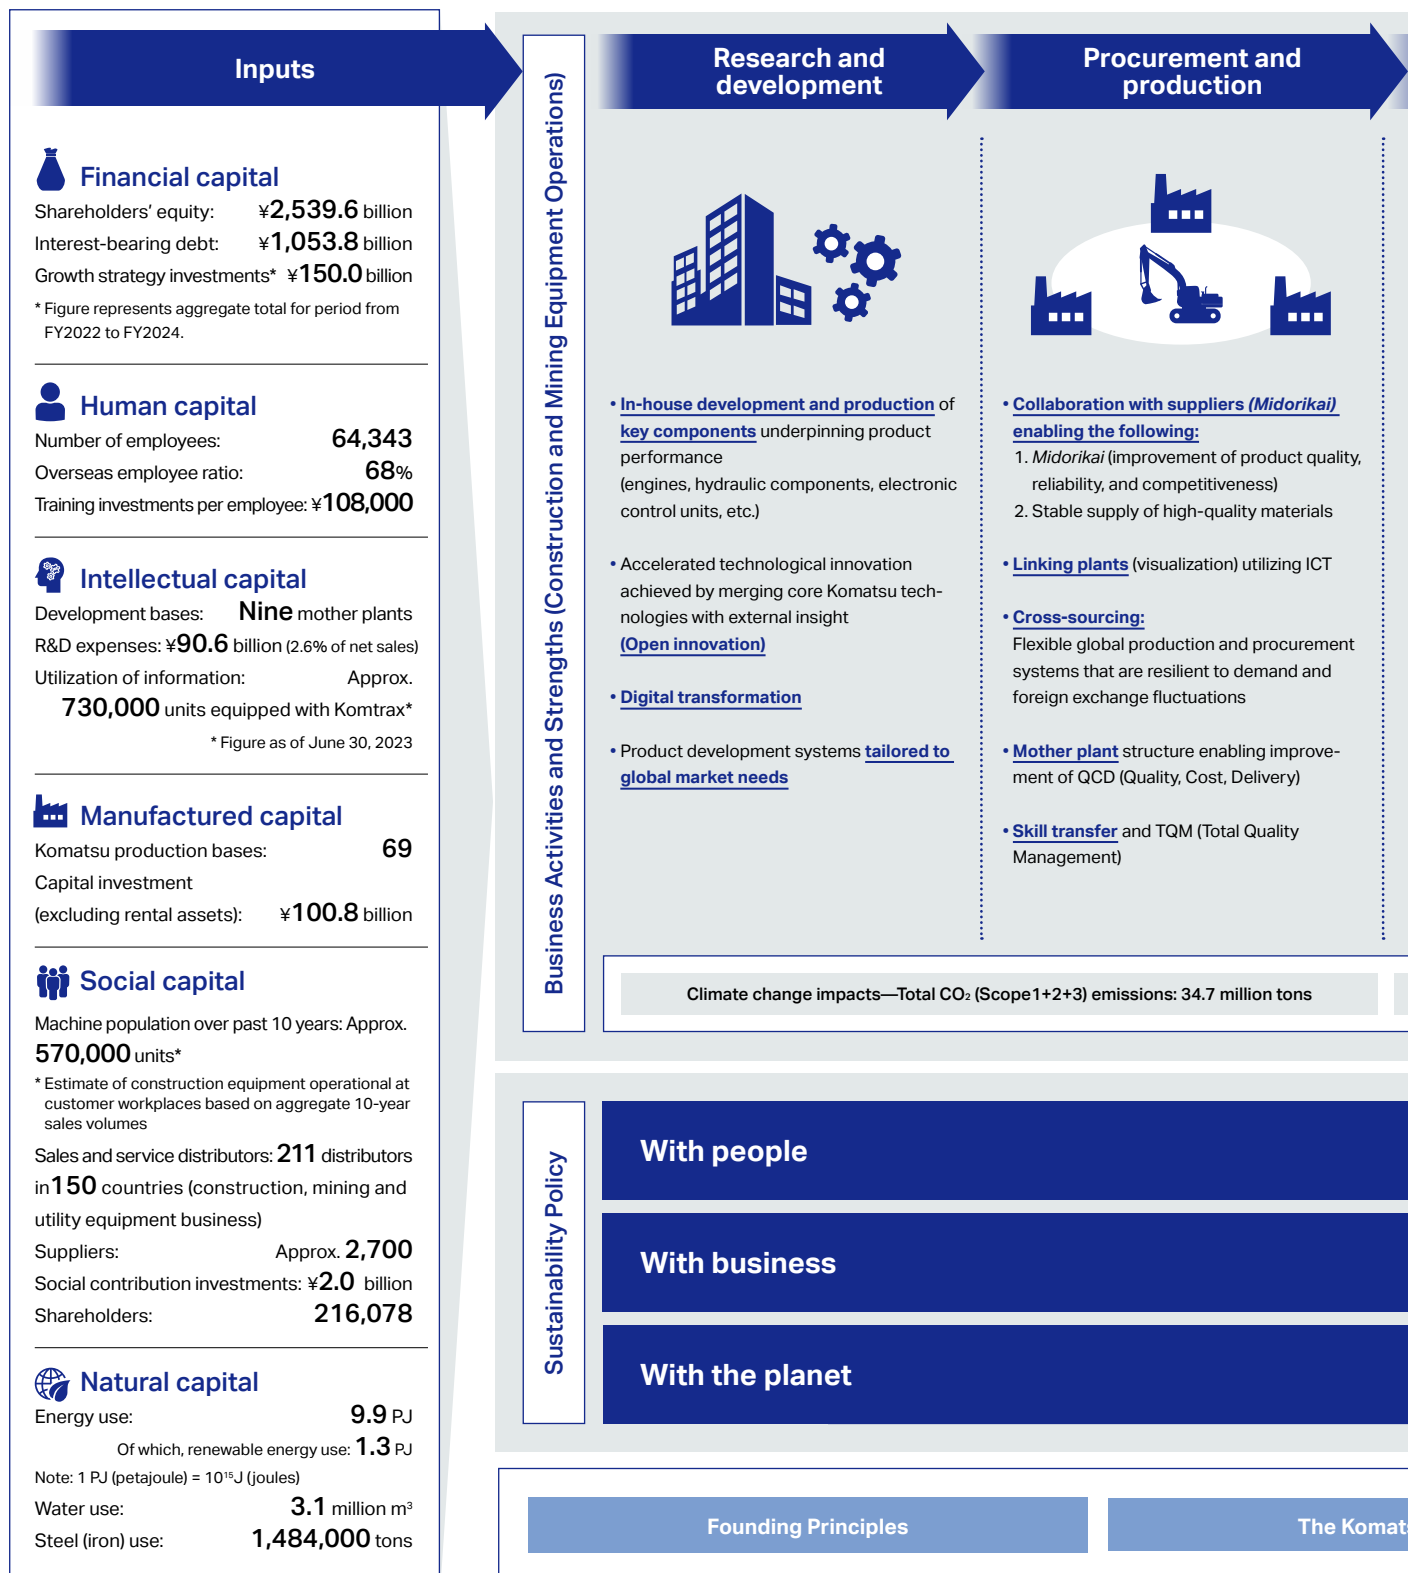 Inputs
Financial capital
Shareholders’ equity: ¥2,539.6 billion
Interest-bearing debt: ¥1,053.8 billion
Growth strategy investments* ¥150.0 billion
* Figure represents aggregate total for period from
FY2022 to FY2024.
Human capital
Number of employees: 64,343
Overseas employee ratio: 68%
Training investments per employee: ¥108,000
Intellectual capital
Development bases: Nine mother plants
R&D expenses: ¥90.6 billion (2.6% of net sales)
Utilization of information: Approx.
730,000 units equipped with Komtrax*
* Figure as of June 30, 2023
Manufactured capital
Komatsu production bases: 69
Capital investment
(excluding rental assets): ¥100.8 billion
Social capital
Machine population over past 10 years: Approx.
570,000 units*
* Estimate of construction equipment operational at
customer workplaces based on aggregate 10-year
sales volumes
Sales and service distributors: 211 distributors
in 150 countries (construction, mining and
utility equipment business)
Suppliers: Approx. 2,700
Social contribution investments: ¥2.0 billion
Shareholders: 216,078
Natural capital
Energy use: 9.9 PJ
Of which, renewable energy use: 1.3 PJ
Note: 1 PJ (petajoule) = 10¹⁵J (joules)
Water use: 3.1 million m³
Steel (iron) use: 1,484,000 tons
Business Activities and Strengths (Construction and Mining Equipment Operations)
Research and
development
• In-house development and production of
key components underpinning product
performance
(engines, hydraulic components, electronic
control units, etc.)
• Accelerated technological innovation
achieved by merging core Komatsu tech-
nologies with external insight
(Open innovation)
• Digital transformation
• Product development systems tailored to
global market needs
Procurement and
production
• Collaboration with suppliers (Midorikai)
enabling the following:
1. Midorikai (improvement of product quality,
reliability, and competitiveness)
2. Stable supply of high-quality materials
• Linking plants (visualization) utilizing ICT
• Cross-sourcing:
Flexible global production and procurement
systems that are resilient to demand and
foreign exchange fluctuations
• Mother plant structure enabling improve-
ment of QCD (Quality, Cost, Delivery)
• Skill transfer and TQM (Total Quality
Management)
Climate change impacts—Total CO₂ (Scope1+2+3) emissions: 34.7 million tons
Sustainability Policy
With people
With business
With the planet
Founding Principles
The Komats